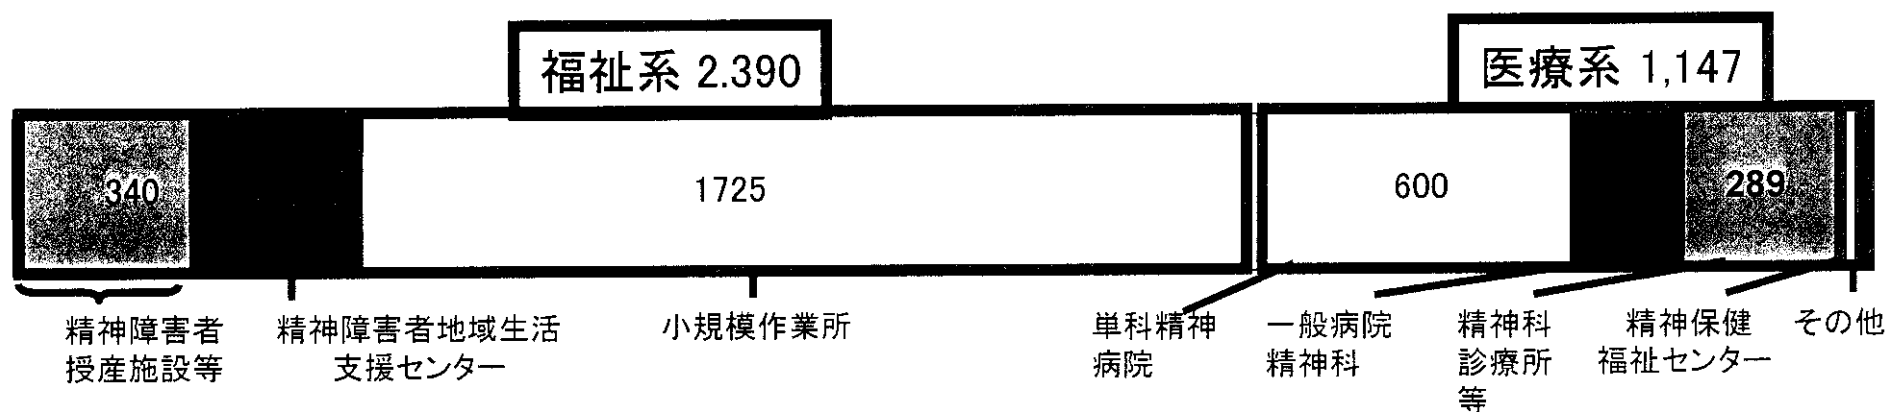 福祉系 2.390
医療系 1,147
340
1725
600
289
精神障害者
授産施設等
精神障害者地域生活
支援センター
小規模作業所
単科精神
病院
一般病院
精神科
精神科
診療所
等
精神保健
福祉センター
その他